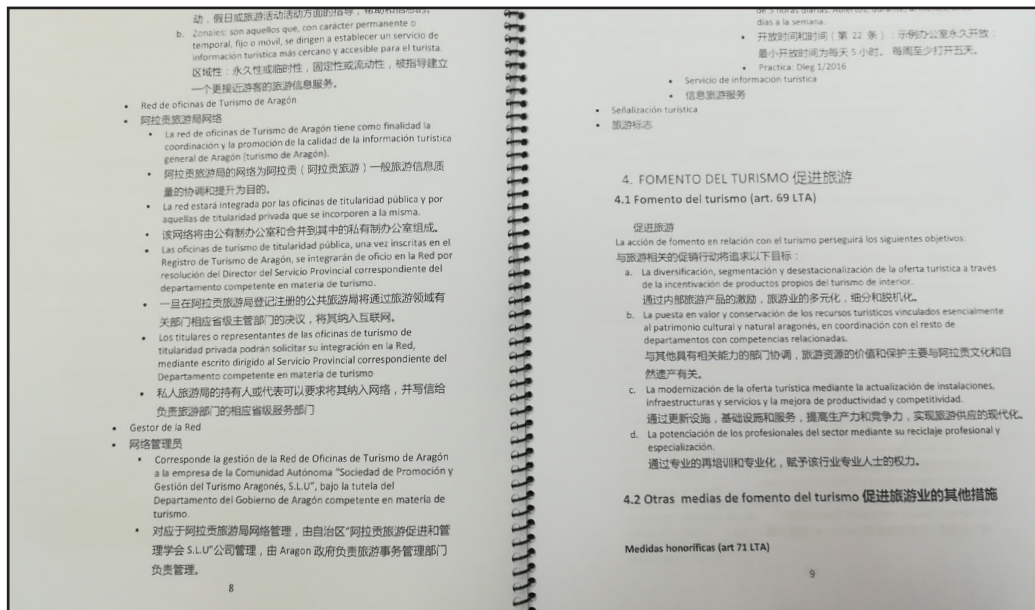 动，假日或旅游活动活动方面的指导，帮助和信息的。
b. Zonales: son aquellos que, con carácter permanente o
temporal, fijo o móvil, se dirigen a establecer un servicio de
información turística más cercano y accesible para el turista.
区域性：永久性或临时性，固定性或流动性，被指导建立
一个更接近游客的旅游信息服务。
• Red de oficinas de Turismo de Aragón
• 阿拉贡旅游局网络
• La red de oficinas de Turismo de Aragón tiene como finalidad la
coordinación y la promoción de la calidad de la información turística
general de Aragón (turismo de Aragón).
• 阿拉贡旅游局的网络为阿拉贡（阿拉贡旅游）一般旅游信息质
量的协调和提升为目的。
• La red estará integrada por las oficinas de titularidad pública y por
aquellas de titularidad privada que se incorporen a la misma.
• 该网络将由公有制办公室和合并到其中的私有制办公室组成。
• Las oficinas de turismo de titularidad pública, una vez inscritas en el
Registro de Turismo de Aragón, se integrarán de oficio en la Red por
resolución del Director del Servicio Provincial correspondiente del
departamento competente en materia de turismo.
• 一旦在阿拉贡旅游局登记注册的公共旅游局将通过旅游领域有
关部门相应省级主管部门的决议，将其纳入互联网。
• Los titulares o representantes de las oficinas de turismo de
titularidad privada podrán solicitar su integración en la Red,
mediante escrito dirigido al Servicio Provincial correspondiente del
Departamento competente en materia de turismo
• 私人旅游局的持有人或代表可以要求将其纳入网络，并写信给
负责旅游部门的相应省级服务部门
• Gestor de la Red
• 网络管理员
• Corresponde la gestión de la Red de Oficinas de Turismo de Aragón
a la empresa de la Comunidad Autónoma "Sociedad de Promoción y
Gestión del Turismo Aragonés, S.L.U", bajo la tutela del
Departamento del Gobierno de Aragón competente en materia de
turismo.
• 对应于阿拉贡旅游局网络管理，由自治区"阿拉贡旅游促进和管
理学会 S.L.U"公司管理，由 Aragon 政府负责旅游事务管理部门
负责管理。
8
de 5 horas diarias. Abiertos, durante,
días a la semana.
• 开放时间和时间（第 22 条）：示例办公室永久开放；
最小开放时间为每天 5 小时。 每周至少打开五天。
• Practica: Dleg 1/2016
• Servicio de información turística
• 信息旅游服务
• Señalización turística
• 旅游标志
4. FOMENTO DEL TURISMO 促进旅游
4.1 Fomento del turismo (art. 69 LTA)
促进旅游
La acción de fomento en relación con el turismo perseguirá los siguientes objetivos:
与旅游相关的促销行动将追求以下目标：
a. La diversificación, segmentación y desestacionalización de la oferta turística a través
de la incentivación de productos propios del turismo de interior.
通过内部旅游产品的激励，旅游业的多元化，细分和脱机化。
b. La puesta en valor y conservación de los recursos turísticos vinculados esencialmente
al patrimonio cultural y natural aragonés, en coordinación con el resto de
departamentos con competencias relacionadas.
与其他具有相关能力的部门协调，旅游资源的价值和保护主要与阿拉贡文化和自
然遗产有关。
c. La modernización de la oferta turística mediante la actualización de instalaciones,
infraestructuras y servicios y la mejora de productividad y competitividad.
通过更新设施，基础设施和服务，提高生产力和竞争力，实现旅游供应的现代化。
d. La potenciación de los profesionales del sector mediante su reciclaje profesional y
especialización.
通过专业的再培训和专业化，赋予该行业专业人士的权力。
4.2 Otras medias de fomento del turismo 促进旅游业的其他措施
Medidas honoríficas (art 71 LTA)
9